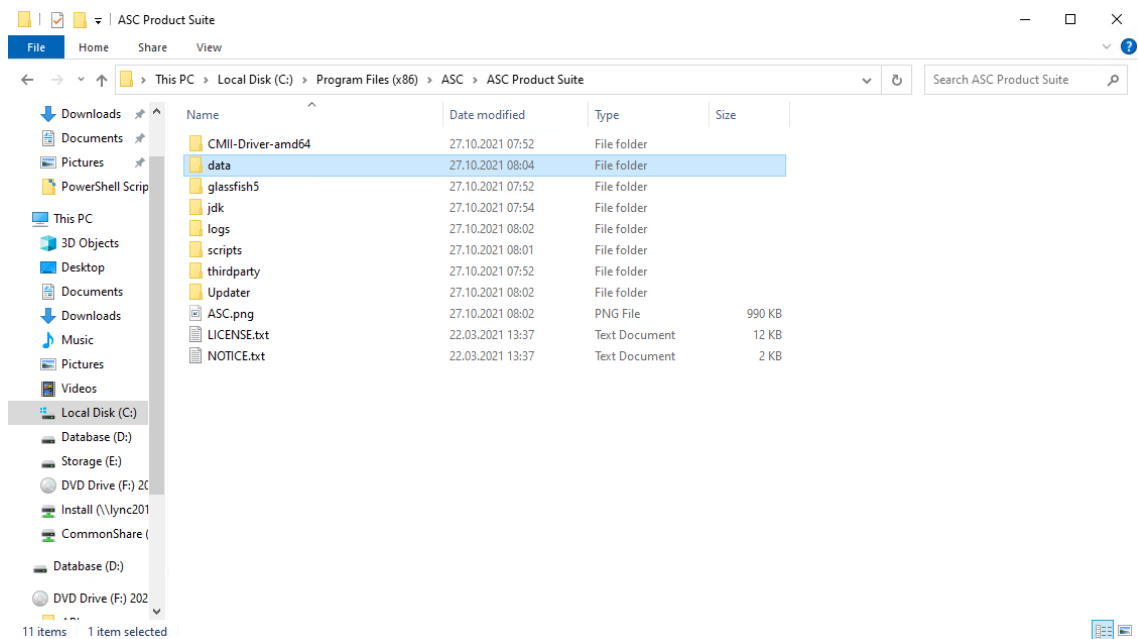 ASC Product Suite
File Home Share View
This PC > Local Disk (C:) > Program Files (x86) > ASC > ASC Product Suite
Search ASC Product Suite
Downloads
Documents
Pictures
PowerShell Scrip
This PC
3D Objects
Desktop
Documents
Downloads
Music
Pictures
Videos
Local Disk (C:)
Database (D:)
Storage (E:)
DVD Drive (F:) 20
Install (\\lync201
CommonShare (
Database (D:)
DVD Drive (F:) 202
Name Date modified Type Size
CMII-Driver-amd64 27.10.2021 07:52 File folder
data 27.10.2021 08:04 File folder
glassfish5 27.10.2021 07:52 File folder
jdk 27.10.2021 07:54 File folder
logs 27.10.2021 08:02 File folder
scripts 27.10.2021 08:01 File folder
thirdparty 27.10.2021 07:52 File folder
Updater 27.10.2021 08:02 File folder
ASC.png 27.10.2021 08:02 PNG File 990 KB
LICENSE.txt 22.03.2021 13:37 Text Document 12 KB
NOTICE.txt 22.03.2021 13:37 Text Document 2 KB
11 items 1 item selected